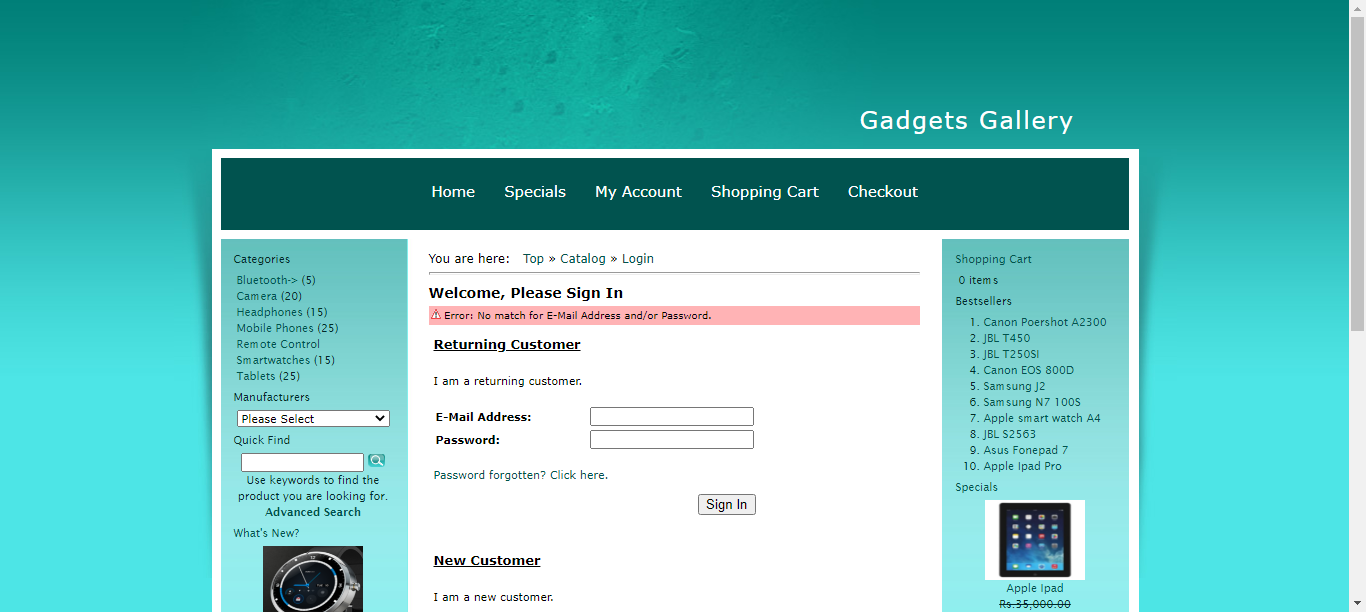 Gadgets Gallery
Home Specials My Account Shopping Cart Checkout
Categories
Bluetooth-> (5)
Camera (20)
Headphones (15)
Mobile Phones (25)
Remote Control
Smartwatches (15)
Tablets (25)
Manufacturers
Please Select
Quick Find
Use keywords to find the
product you are looking for.
Advanced Search
What's New?
You are here: Top » Catalog » Login
Welcome, Please Sign In
Error: No match for E-Mail Address and/or Password.
Returning Customer
I am a returning customer.
E-Mail Address:
Password:
Password forgotten? Click here.
Sign In
New Customer
I am a new customer.
Shopping Cart
0 items
Bestsellers
1. Canon Poershot A2300
2. JBL T450
3. JBL T250SI
4. Canon EOS 800D
5. Samsung J2
6. Samsung N7 100S
7. Apple smart watch A4
8. JBL S2563
9. Asus Fonepad 7
10. Apple Ipad Pro
Specials
Apple Ipad
Rs.35,000.00